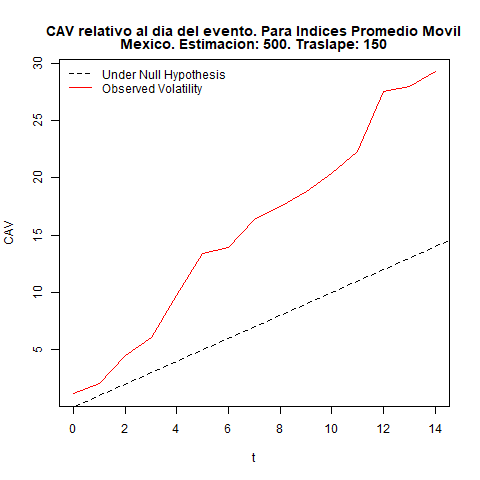 CAV relativo al dia del evento. Para Indices Promedio Movil
Mexico. Estimacion: 500. Traslape: 150
Under Null Hypothesis
Observed Volatility
30
25
20
15
10
5
CAV
0 2 4 6 8 10 12 14
t